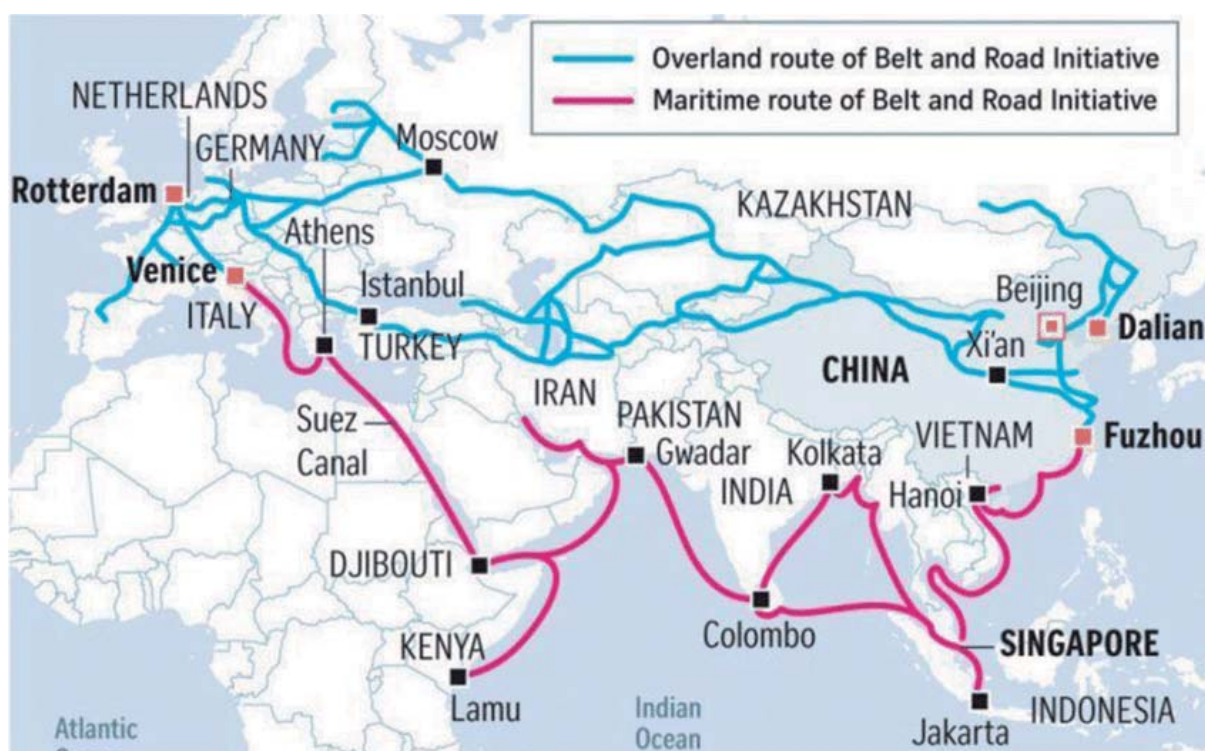 Overland route of Belt and Road Initiative
Maritime route of Belt and Road Initiative
NETHERLANDS
GERMANY
Moscow
Rotterdam
KAZAKHSTAN
Athens
Venice
Istanbul
Beijing
ITALY
TURKEY
Xi'an
Dalian
IRAN
CHINA
Suez
Canal
PAKISTAN
Gwadar
Kolkata
VIETNAM
Fuzhou
INDIA
Hanoi
DJIBOUTI
Colombo
KENYA
SINGAPORE
Lamu
Indian
Ocean
INDONESIA
Jakarta
Atlantic